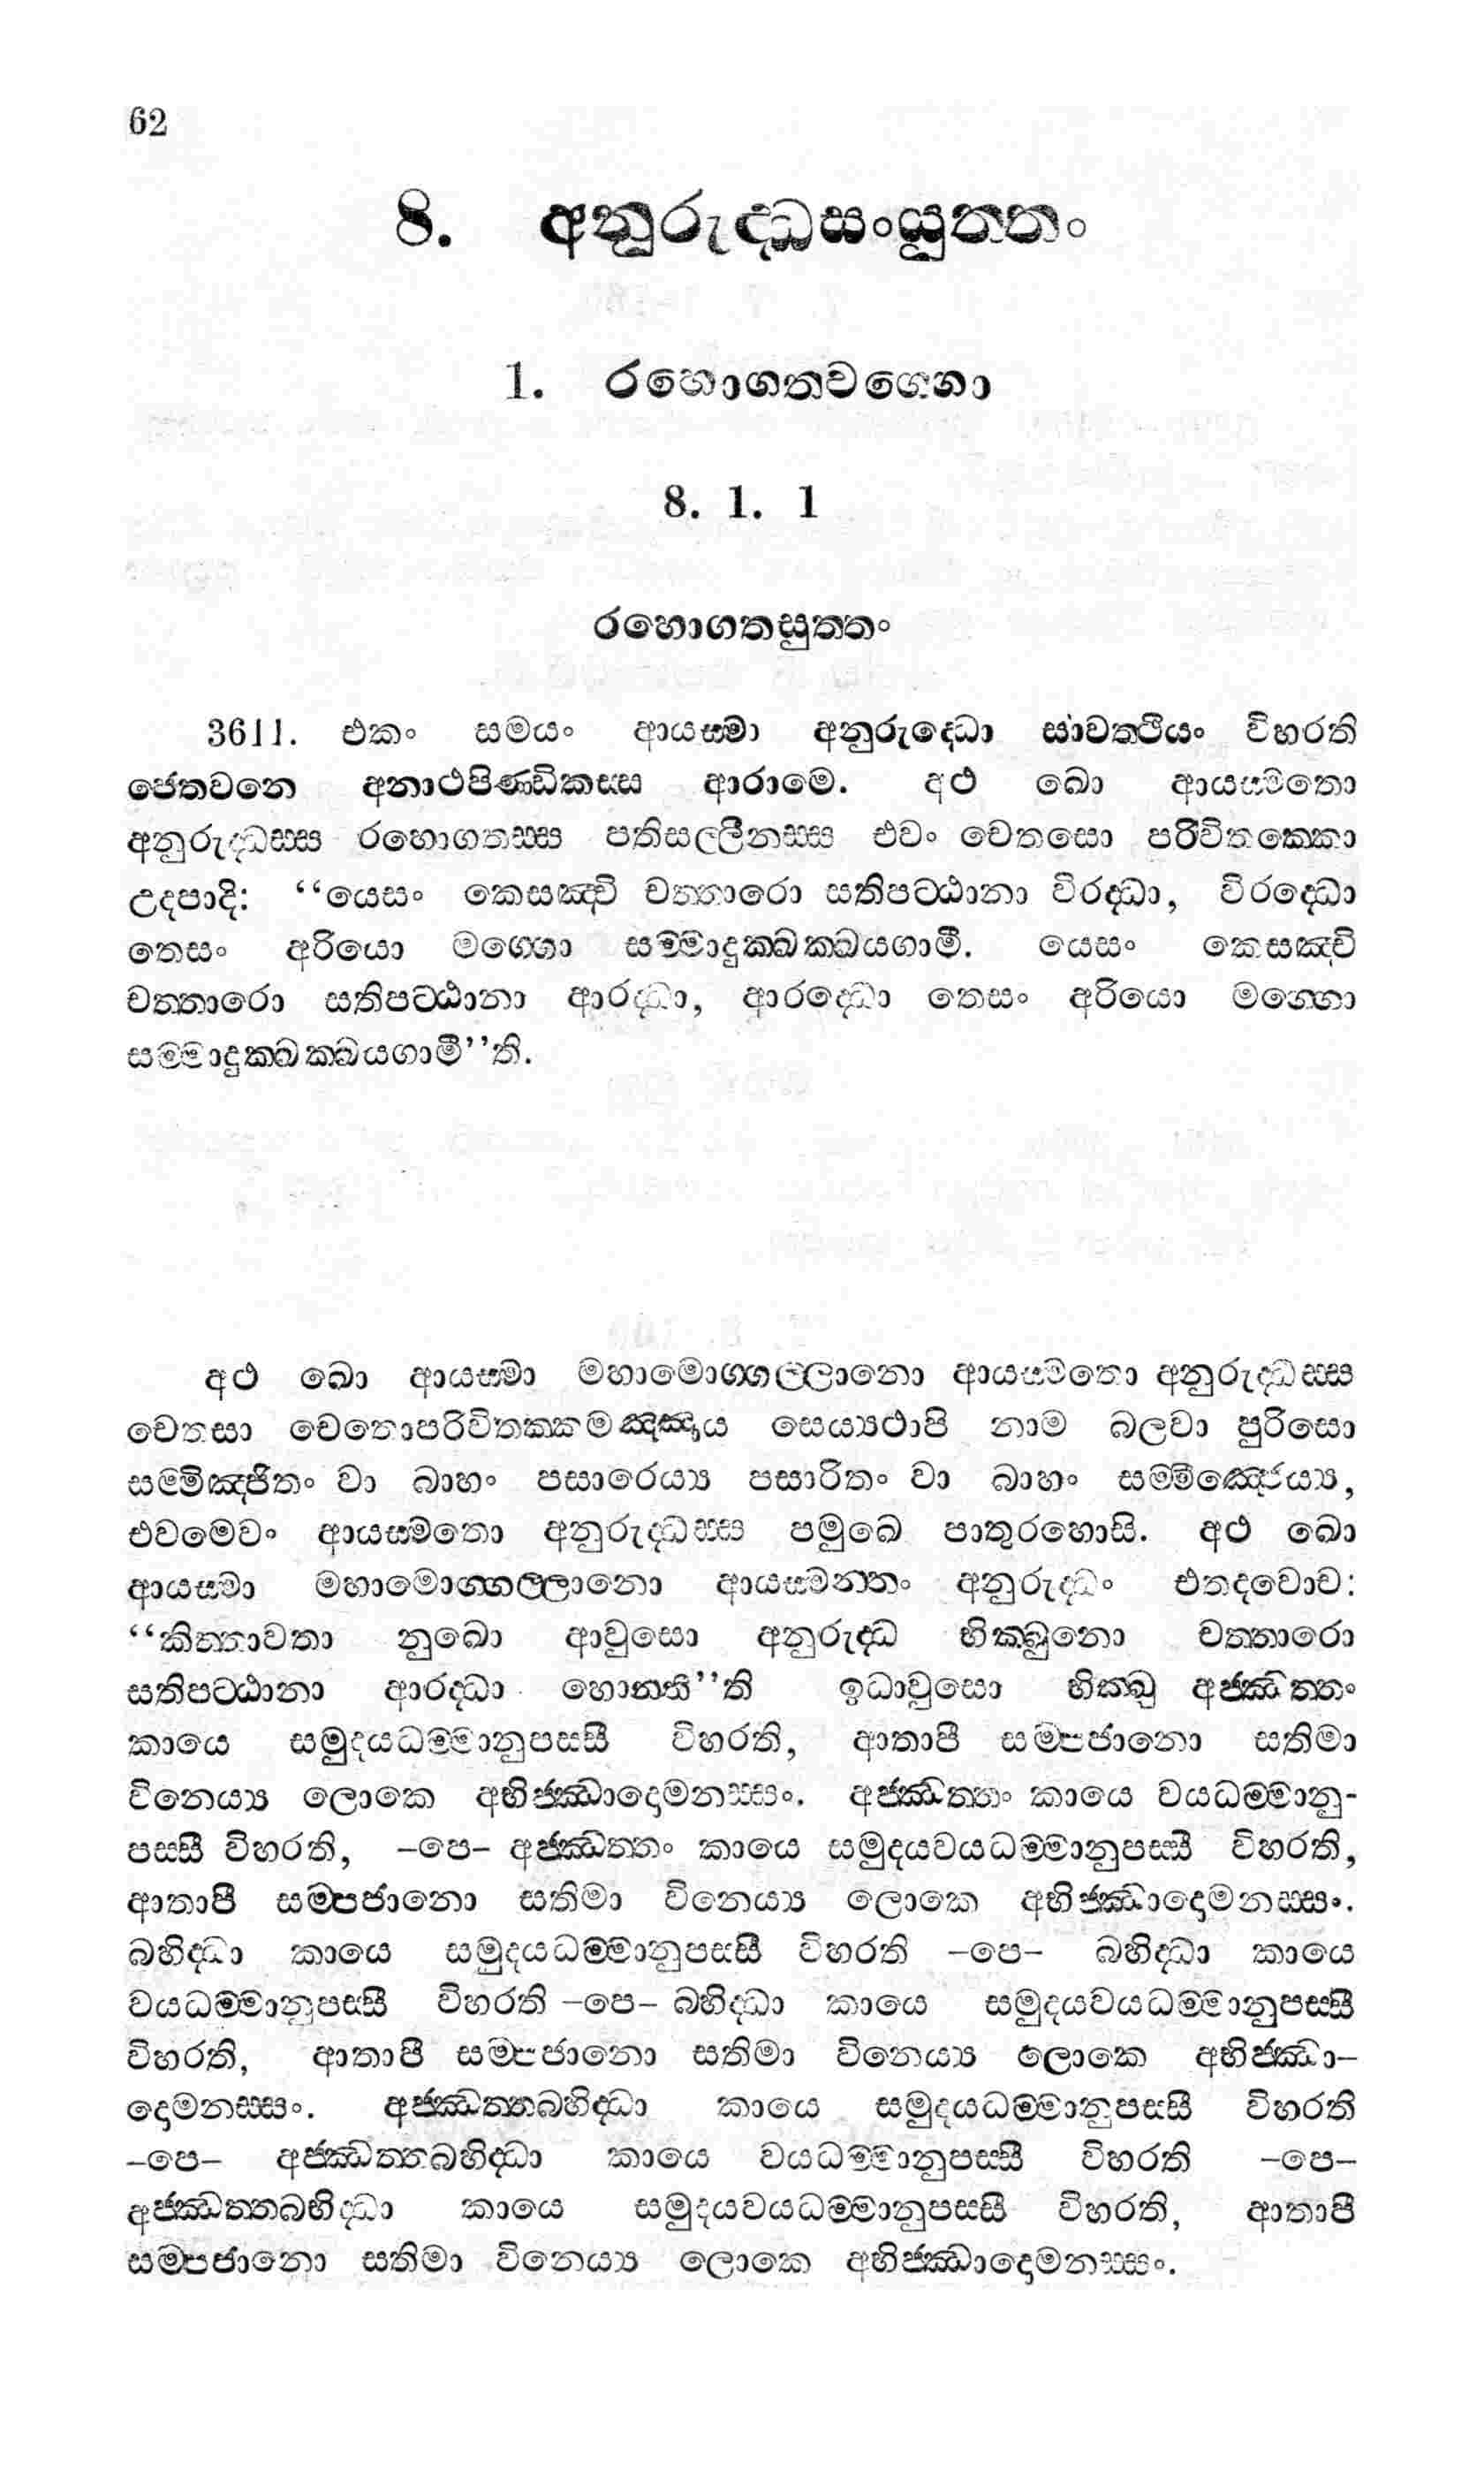 62
8. අනුරුද්ධසංයුත්තං
1. රහොගතවග්ගො
8. 1. 1
රහොගතසුත්තං
3611. එකං සමයං ආයස්මා අනුරුද්ධො සාවත්ථියං විහරති
ජෙතවනෙ අනාථපිණ්ඩිකස්ස ආරාමෙ. අථ ඛො ආයස්මතො
අනුරුද්ධස්ස රහොගතස්ස පතිසල්ලීනස්ස එවං චෙතසො පරිවිතක්කො
උදපාදි: “යෙසං කෙසඤ්චි චත්තාරො සතිපට්ඨානා විරද්ධා, විරද්ධො
තෙසං අරියො මග්ගො සම්මාදුක්ඛක්ඛයගාමී. යෙසං කෙසඤ්චි
චත්තාරො සතිපට්ඨානා ආරද්ධා, ආරද්ධො තෙසං අරියො මග්ගො
සම්මාදුක්ඛක්ඛයගාමී”ති.
අථ ඛො ආයස්මා මහාමොග්ගල්ලානො ආයස්මතො අනුරුද්ධස්ස
චෙතසා චෙතොපරිවිතක්කමඤ්ඤාය සෙය්‍යථාපි නාම බලවා පුරිසො
සම්මිඤ්ජිතං වා බාහං පසාරෙය්‍ය පසාරිතං වා බාහං සම්මිඤ්ජෙය්‍ය,
එවමෙවං ආයස්මතො අනුරුද්ධස්ස පමුඛෙ පාතුරහොසි. අථ ඛො
ආයස්මා මහාමොග්ගල්ලානො ආයස්මන්තං අනුරුද්ධං එතදවොච:
“කිත්තාවතා නුඛො ආවුසො අනුරුද්ධ භික්ඛුනො චත්තාරො
සතිපට්ඨානා ආරද්ධා හොන්තී”ති ඉධාවුසො භික්ඛු අජ්ඣත්තං
කායෙ සමුදයධම්මානුපස්සී විහරති, ආතාපී සම්පජානො සතිමා
විනෙය්‍ය ලොකෙ අභිජ්ඣාදොමනස්සං. අජ්ඣත්තං කායෙ වයධම්මානු-
පස්සී විහරති, –පෙ– අජ්ඣත්තං කායෙ සමුදයවයධම්මානුපස්සී විහරති,
ආතාපී සම්පජානො සතිමා විනෙය්‍ය ලොකෙ අභිජ්ඣාදොමනස්සං.
බහිද්ධා කායෙ සමුදයධම්මානුපස්සී විහරති –පෙ– බහිද්ධා කායෙ
වයධම්මානුපස්සී විහරති –පෙ– බහිද්ධා කායෙ සමුදයවයධම්මානුපස්සී
විහරති, ආතාපී සම්පජානො සතිමා විනෙය්‍ය ලොකෙ අභිජ්ඣා–
දොමනස්සං. අජ්ඣත්තබහිද්ධා කායෙ සමුදයධම්මානුපස්සී විහරති
–පෙ– අජ්ඣත්තබහිද්ධා කායෙ වයධම්මානුපස්සී විහරති –පෙ–
අජ්ඣත්තබහිද්ධා කායෙ සමුදයවයධම්මානුපස්සී විහරති, ආතාපී
සම්පජානො සතිමා විනෙය්‍ය ලොකෙ අභිජ්ඣාදොමනස්සං.